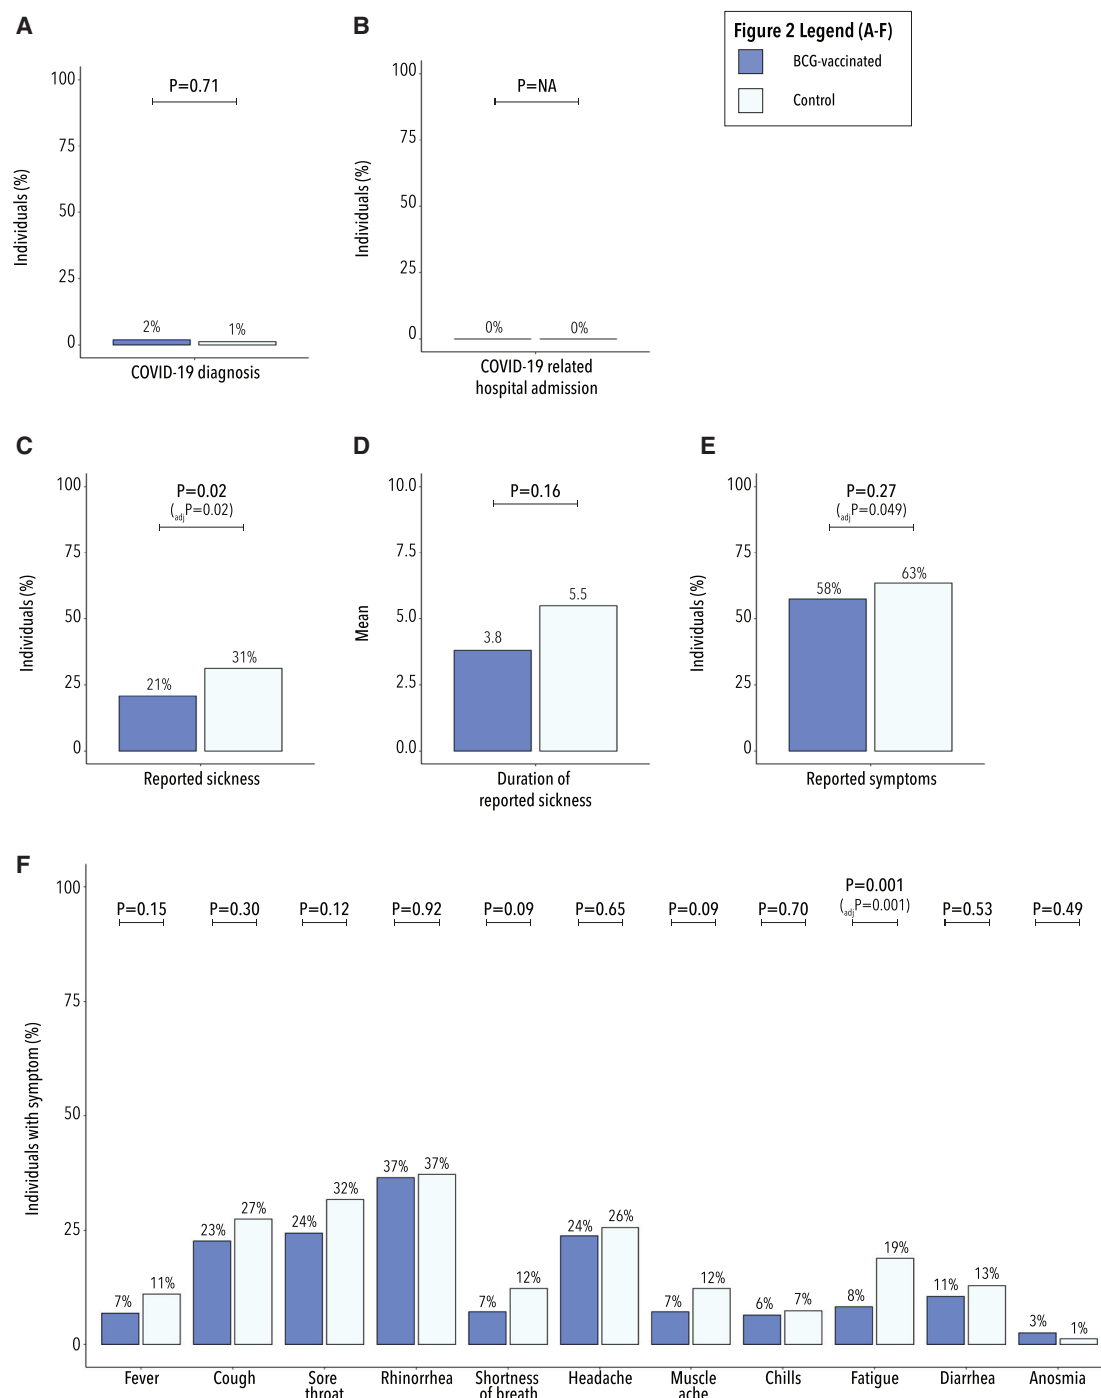 A
B
Figure 2 Legend (A-F)
BCG-vaccinated
Control
100
75
50
25
0
Individuals (%)
P=0.71
2%
1%
COVID-19 diagnosis
100
75
50
25
0
Individuals (%)
P=NA
0%
0%
COVID-19 related
hospital admission
C
D
E
100
75
50
25
0
Individuals (%)
P=0.02
(adjP=0.02)
21%
31%
Reported sickness
10.0
7.5
5.0
2.5
0.0
Mean
P=0.16
3.8
5.5
Duration of
reported sickness
100
75
50
25
0
Individuals (%)
P=0.27
(adjP=0.049)
58%
63%
Reported symptoms
F
100
75
50
25
0
Individuals with symptom (%)
P=0.15
P=0.30
P=0.12
P=0.92
P=0.09
P=0.65
P=0.09
P=0.70
P=0.001
(adjP=0.001)
P=0.53
P=0.49
7%
11%
23%
27%
24%
32%
37%
37%
7%
12%
24%
26%
7%
12%
6%
7%
8%
19%
11%
13%
3%
1%
Fever
Cough
Sore
throat
Rhinorrhea
Shortness
of breath
Headache
Muscle
ache
Chills
Fatigue
Diarrhea
Anosmia